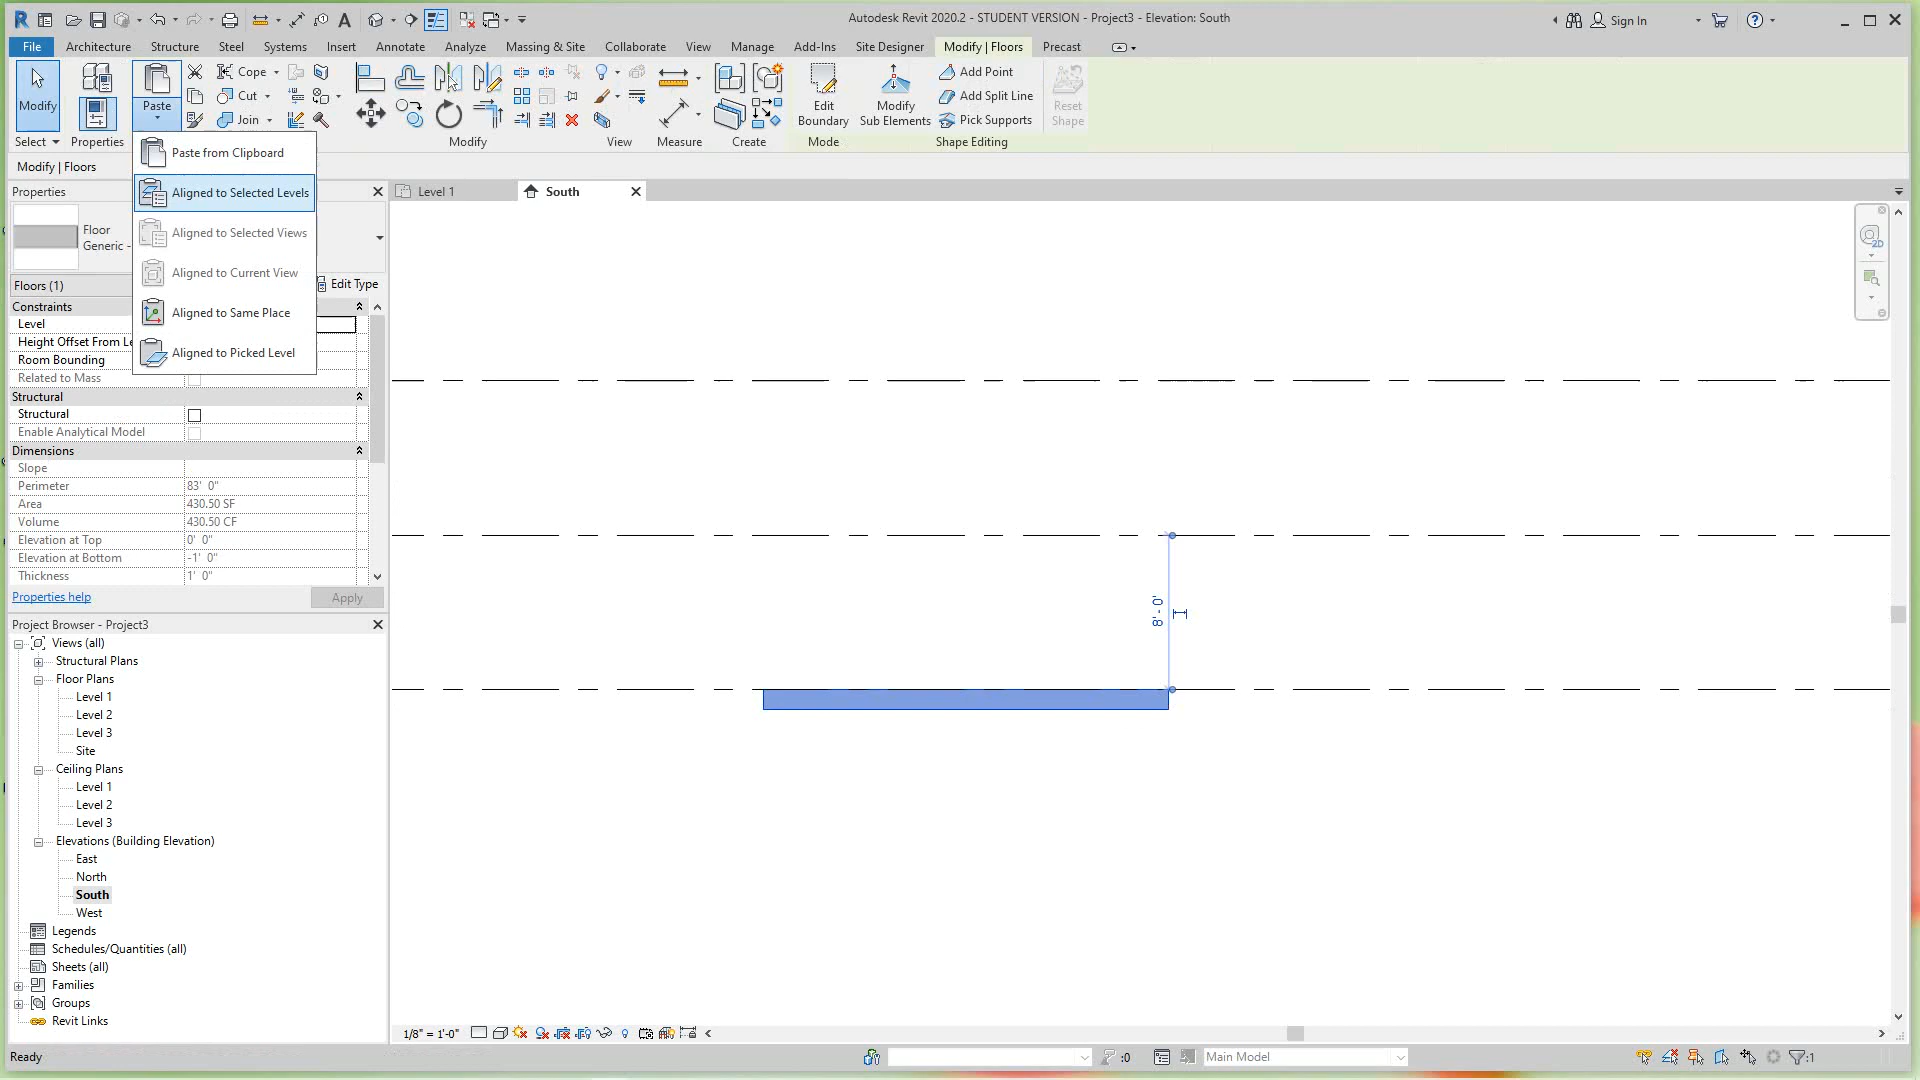 Autodesk Revit 2020.2 - STUDENT VERSION - Project3 - Elevation: South
Sign In
File Architecture Structure Steel Systems Insert Annotate Analyze Massing & Site Collaborate View Manage Add-Ins Site Designer Modify | Floors Precast
Modify
Paste
Cope
Cut
Join
Edit Boundary
Modify Sub Elements
Add Point
Add Split Line
Pick Supports
Reset Shape
Select Properties Modify View Measure Create Mode Shape Editing
Paste from Clipboard
Aligned to Selected Levels
Aligned to Selected Views
Aligned to Current View
Aligned to Same Place
Aligned to Picked Level
Modify | Floors
Properties
Level 1
South
Floor
Generic -
Floors (1)
Edit Type
Constraints
Level
Height Offset From Le
Room Bounding
Related to Mass
Structural
Structural
Enable Analytical Model
Dimensions
Slope
Perimeter 83' 0"
Area 430.50 SF
Volume 430.50 CF
Elevation at Top 0' 0"
Elevation at Bottom -1' 0"
Thickness 1' 0"
Properties help
Apply
Project Browser - Project3
Views (all)
Structural Plans
Floor Plans
Level 1
Level 2
Level 3
Site
Ceiling Plans
Level 1
Level 2
Level 3
Elevations (Building Elevation)
East
North
South
West
Legends
Schedules/Quantities (all)
Sheets (all)
Families
Groups
Revit Links
2D
8' - 0"
1/8" = 1'-0"
Ready
:0
Main Model
:1